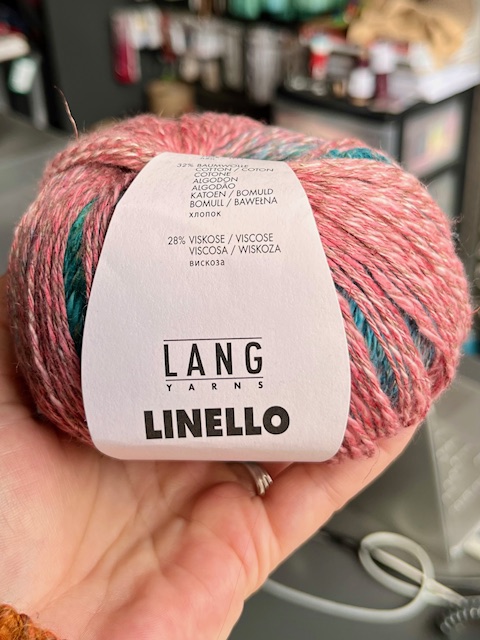 32% BAUMWOLLE
COTTON / COTON
COTONE
ALGODON
ALGODÃO
KATOEN / BOMULD
BOMULL / BAWEŁNA
хлопок
28% VISKOSE / VISCOSE
VISCOSA / WISKOZA
вискоза
LANG
YARNS
LINELLO